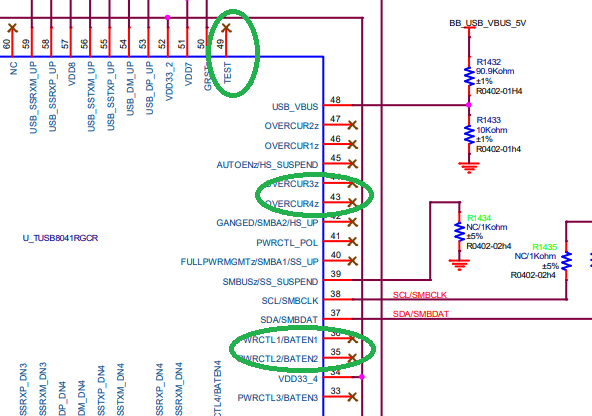 BB_USB_VBUS_5V
60
59
58
57
56
55
54
53
52
51
50
49
NC
USB_SSRXM_UP
USB_SSRXP_UP
VDD8
USB_SSTXM_UP
USB_SSTXP_UP
USB_DM_UP
USB_DP_UP
VDD33_2
VDD7
GRST
TEST
R1432
90.9Kohm
±1%
R0402-01H4
USB_VBUS 48
OVERCUR2z 47
R1433
10Kohm
±1%
R0402-01h4
OVERCUR1z 46
AUTOENz/HS_SUSPEND 45
OVERCUR3z
OVERCUR4z 43
GANGED/SMBA2/HS_UP
PWRCTL_POL 41
FULLPWRMGMTz/SMBA1/SS_UP 40
SMBUSz/SS_SUSPEND 39
SCL/SMBCLK 38
SDA/SMBDAT 37
U_TUSB8041RGCR
R1434
NC/1Kohm
±5%
R0402-02h4
R1435
NC/1Kohm
±5%
R0402-02h4
SCL/SMBCLK
SDA/SMBDAT
PWRCTL1/BATEN1
PWRCTL2/BATEN2 35
VDD33_4 34
PWRCTL3/BATEN3 33
SSRXP_DN3
SSRXM_DN3
DP_DN4
DM_DN4
SSTXP_DN4
SSTXM_DN4
SSRXP_DN4
SSRXM_DN4
CTL4/BATEN4